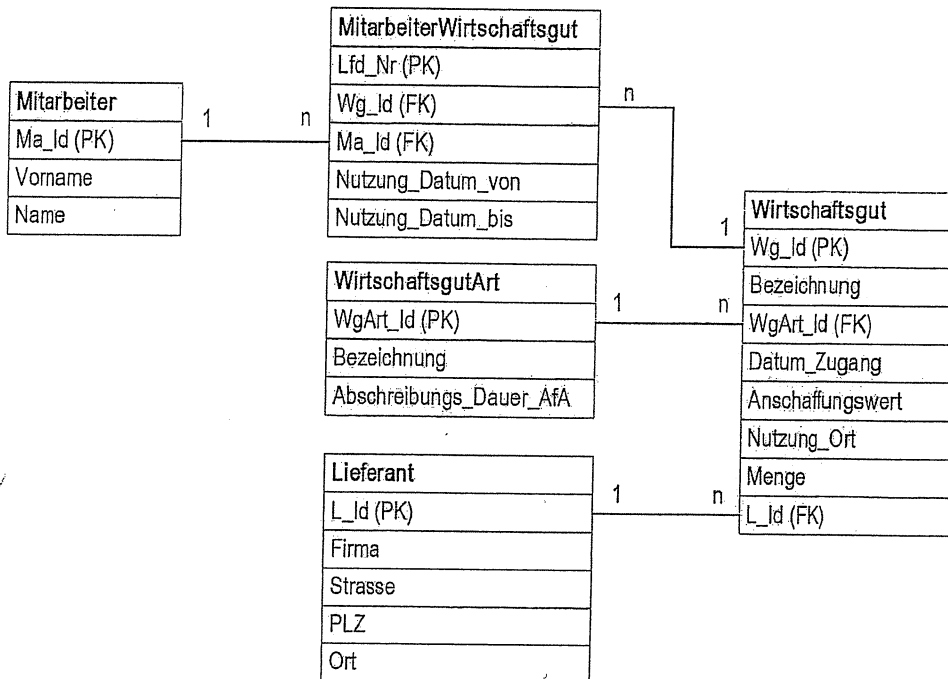 MitarbeiterWirtschaftsgut
Lfd_Nr (PK)
Wg_Id (FK)
Ma_Id (FK)
Nutzung_Datum_von
Nutzung_Datum_bis
Mitarbeiter
Ma_Id (PK)
Vorname
Name
1
n
n
1
Wirtschaftsgut
Wg_Id (PK)
Bezeichnung
WgArt_Id (FK)
Datum_Zugang
Anschaffungswert
Nutzung_Ort
Menge
L_Id (FK)
WirtschaftsgutArt
WgArt_Id (PK)
Bezeichnung
Abschreibungs_Dauer_AfA
1
n
Lieferant
L_Id (PK)
Firma
Strasse
PLZ
Ort
1
n